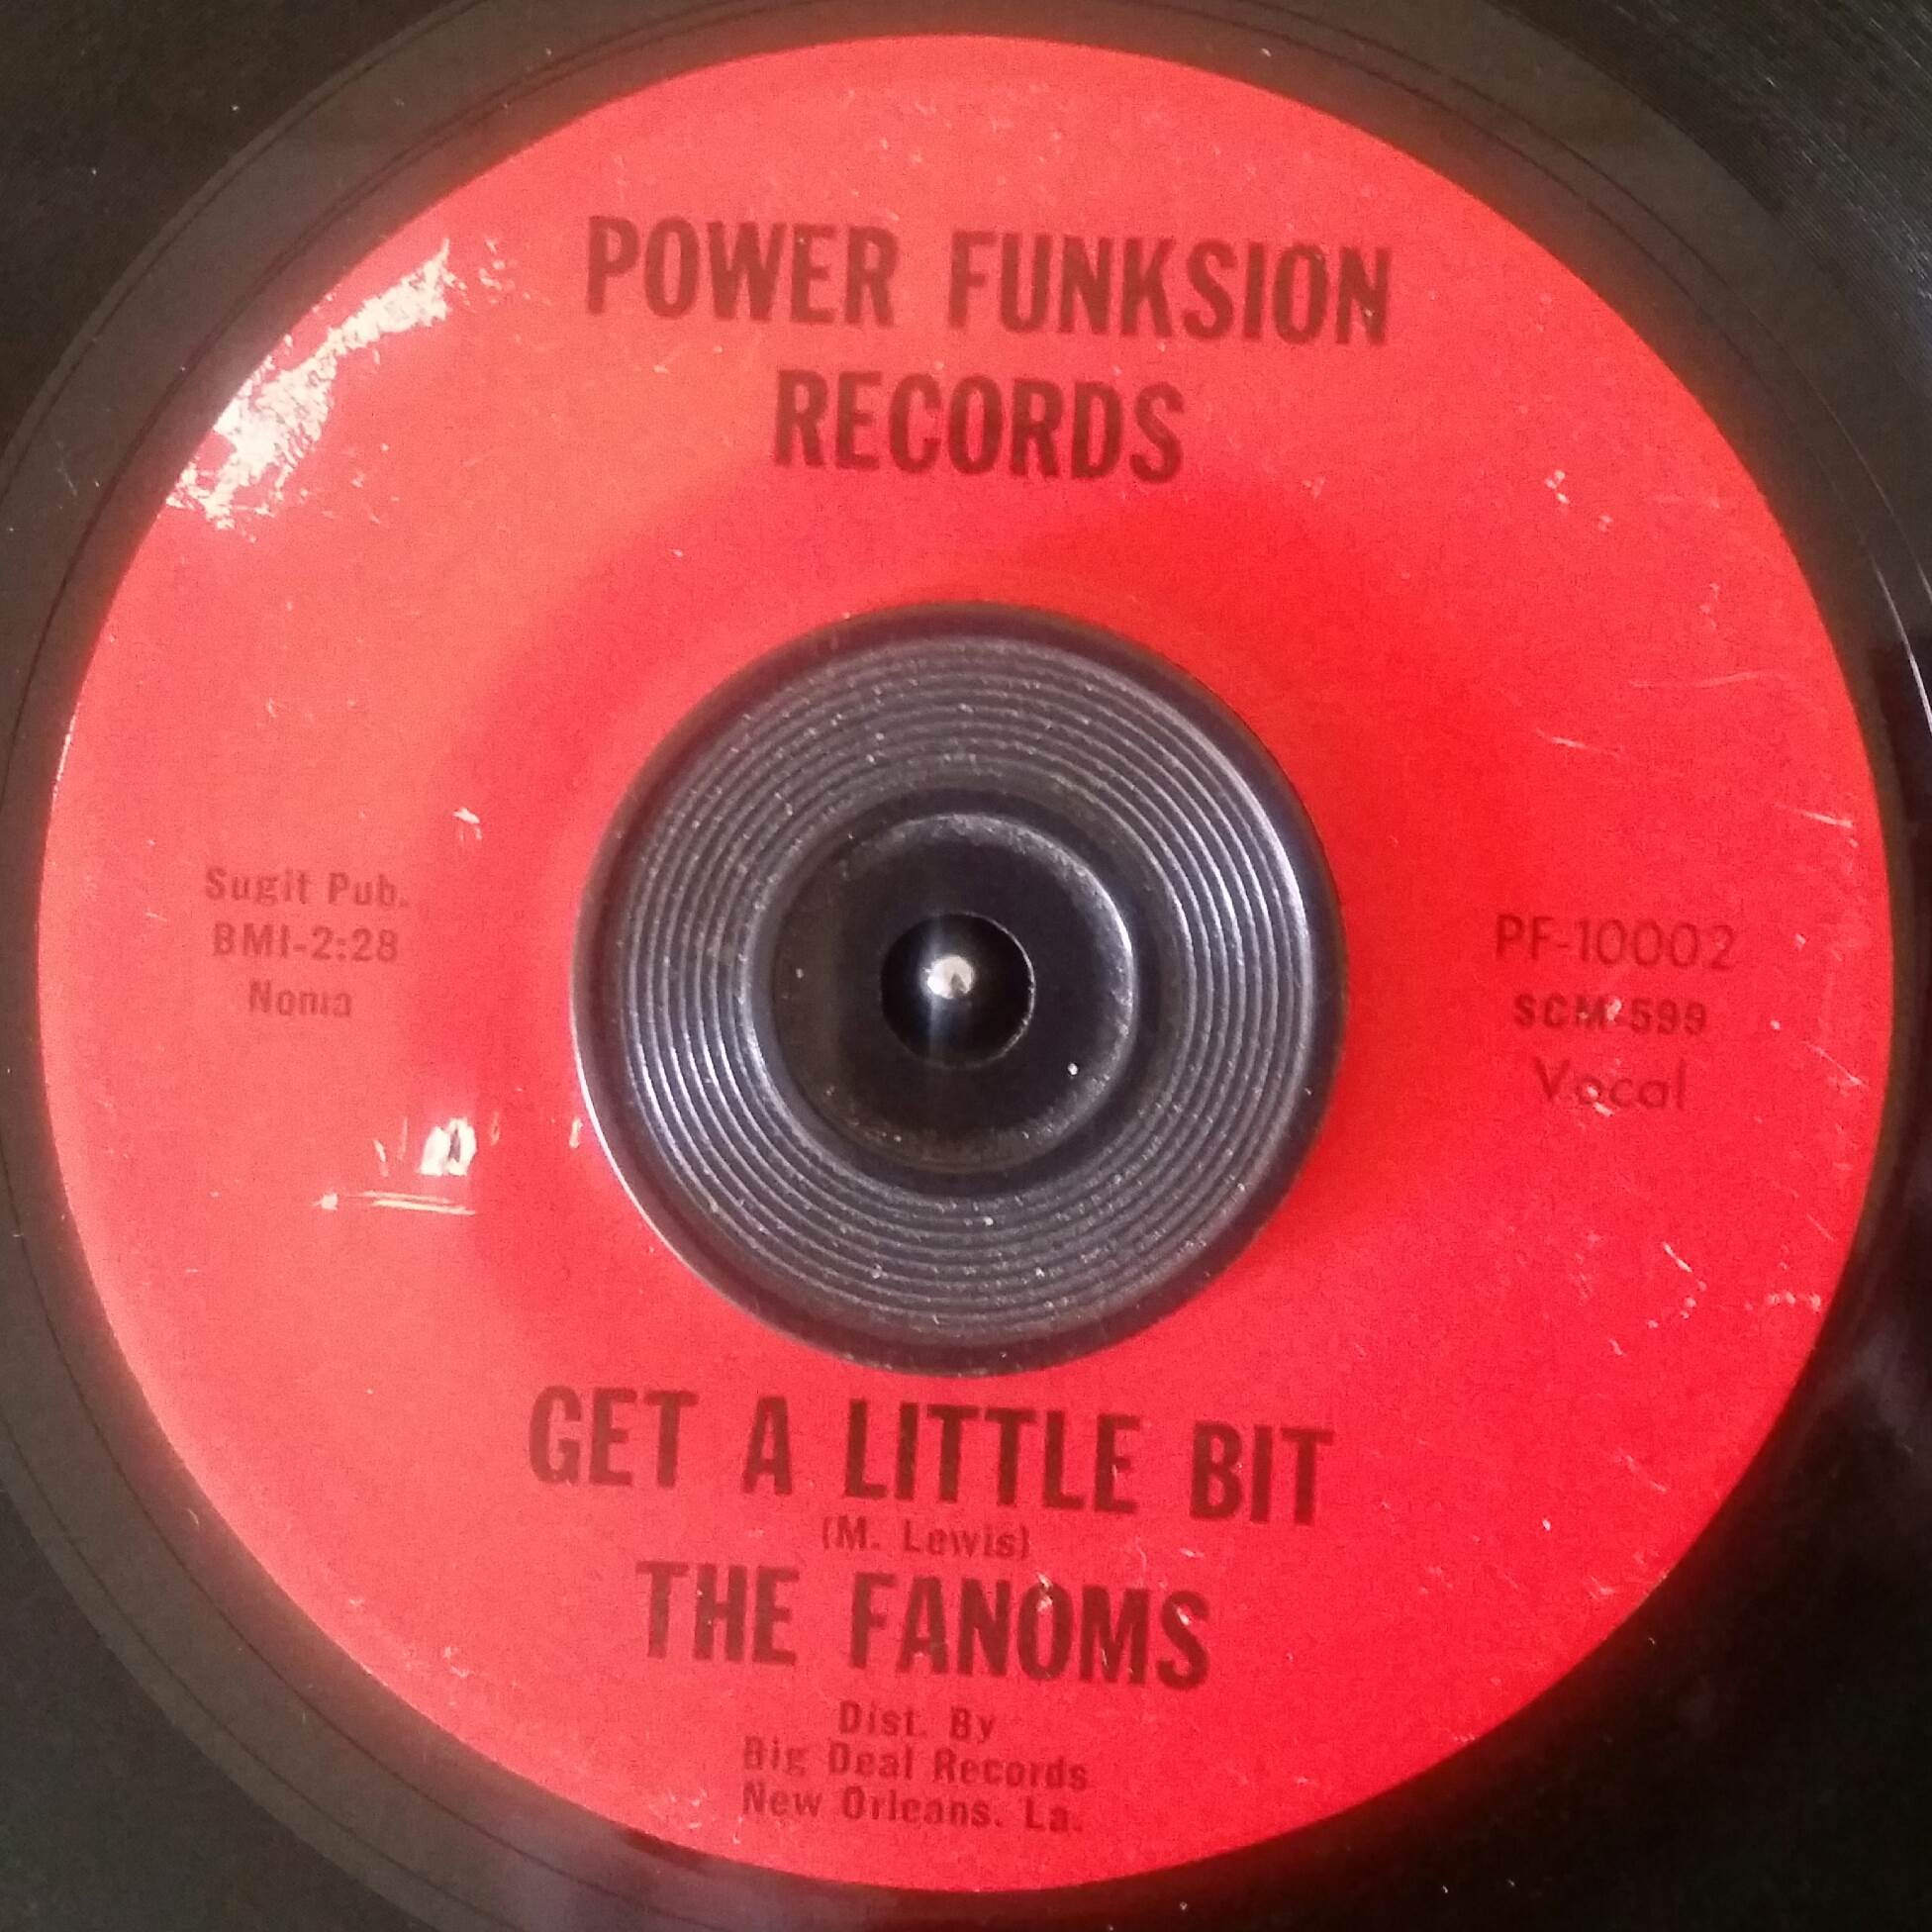 POWER FUNKSION
RECORDS
Sugit Pub.
BMI-2:28
Noma
PF-10002
SCM-599
Vocal
GET A LITTLE BIT
(M. Lewis)
THE FANOMS
Dist. By
Big Deal Records
New Orleans. La.